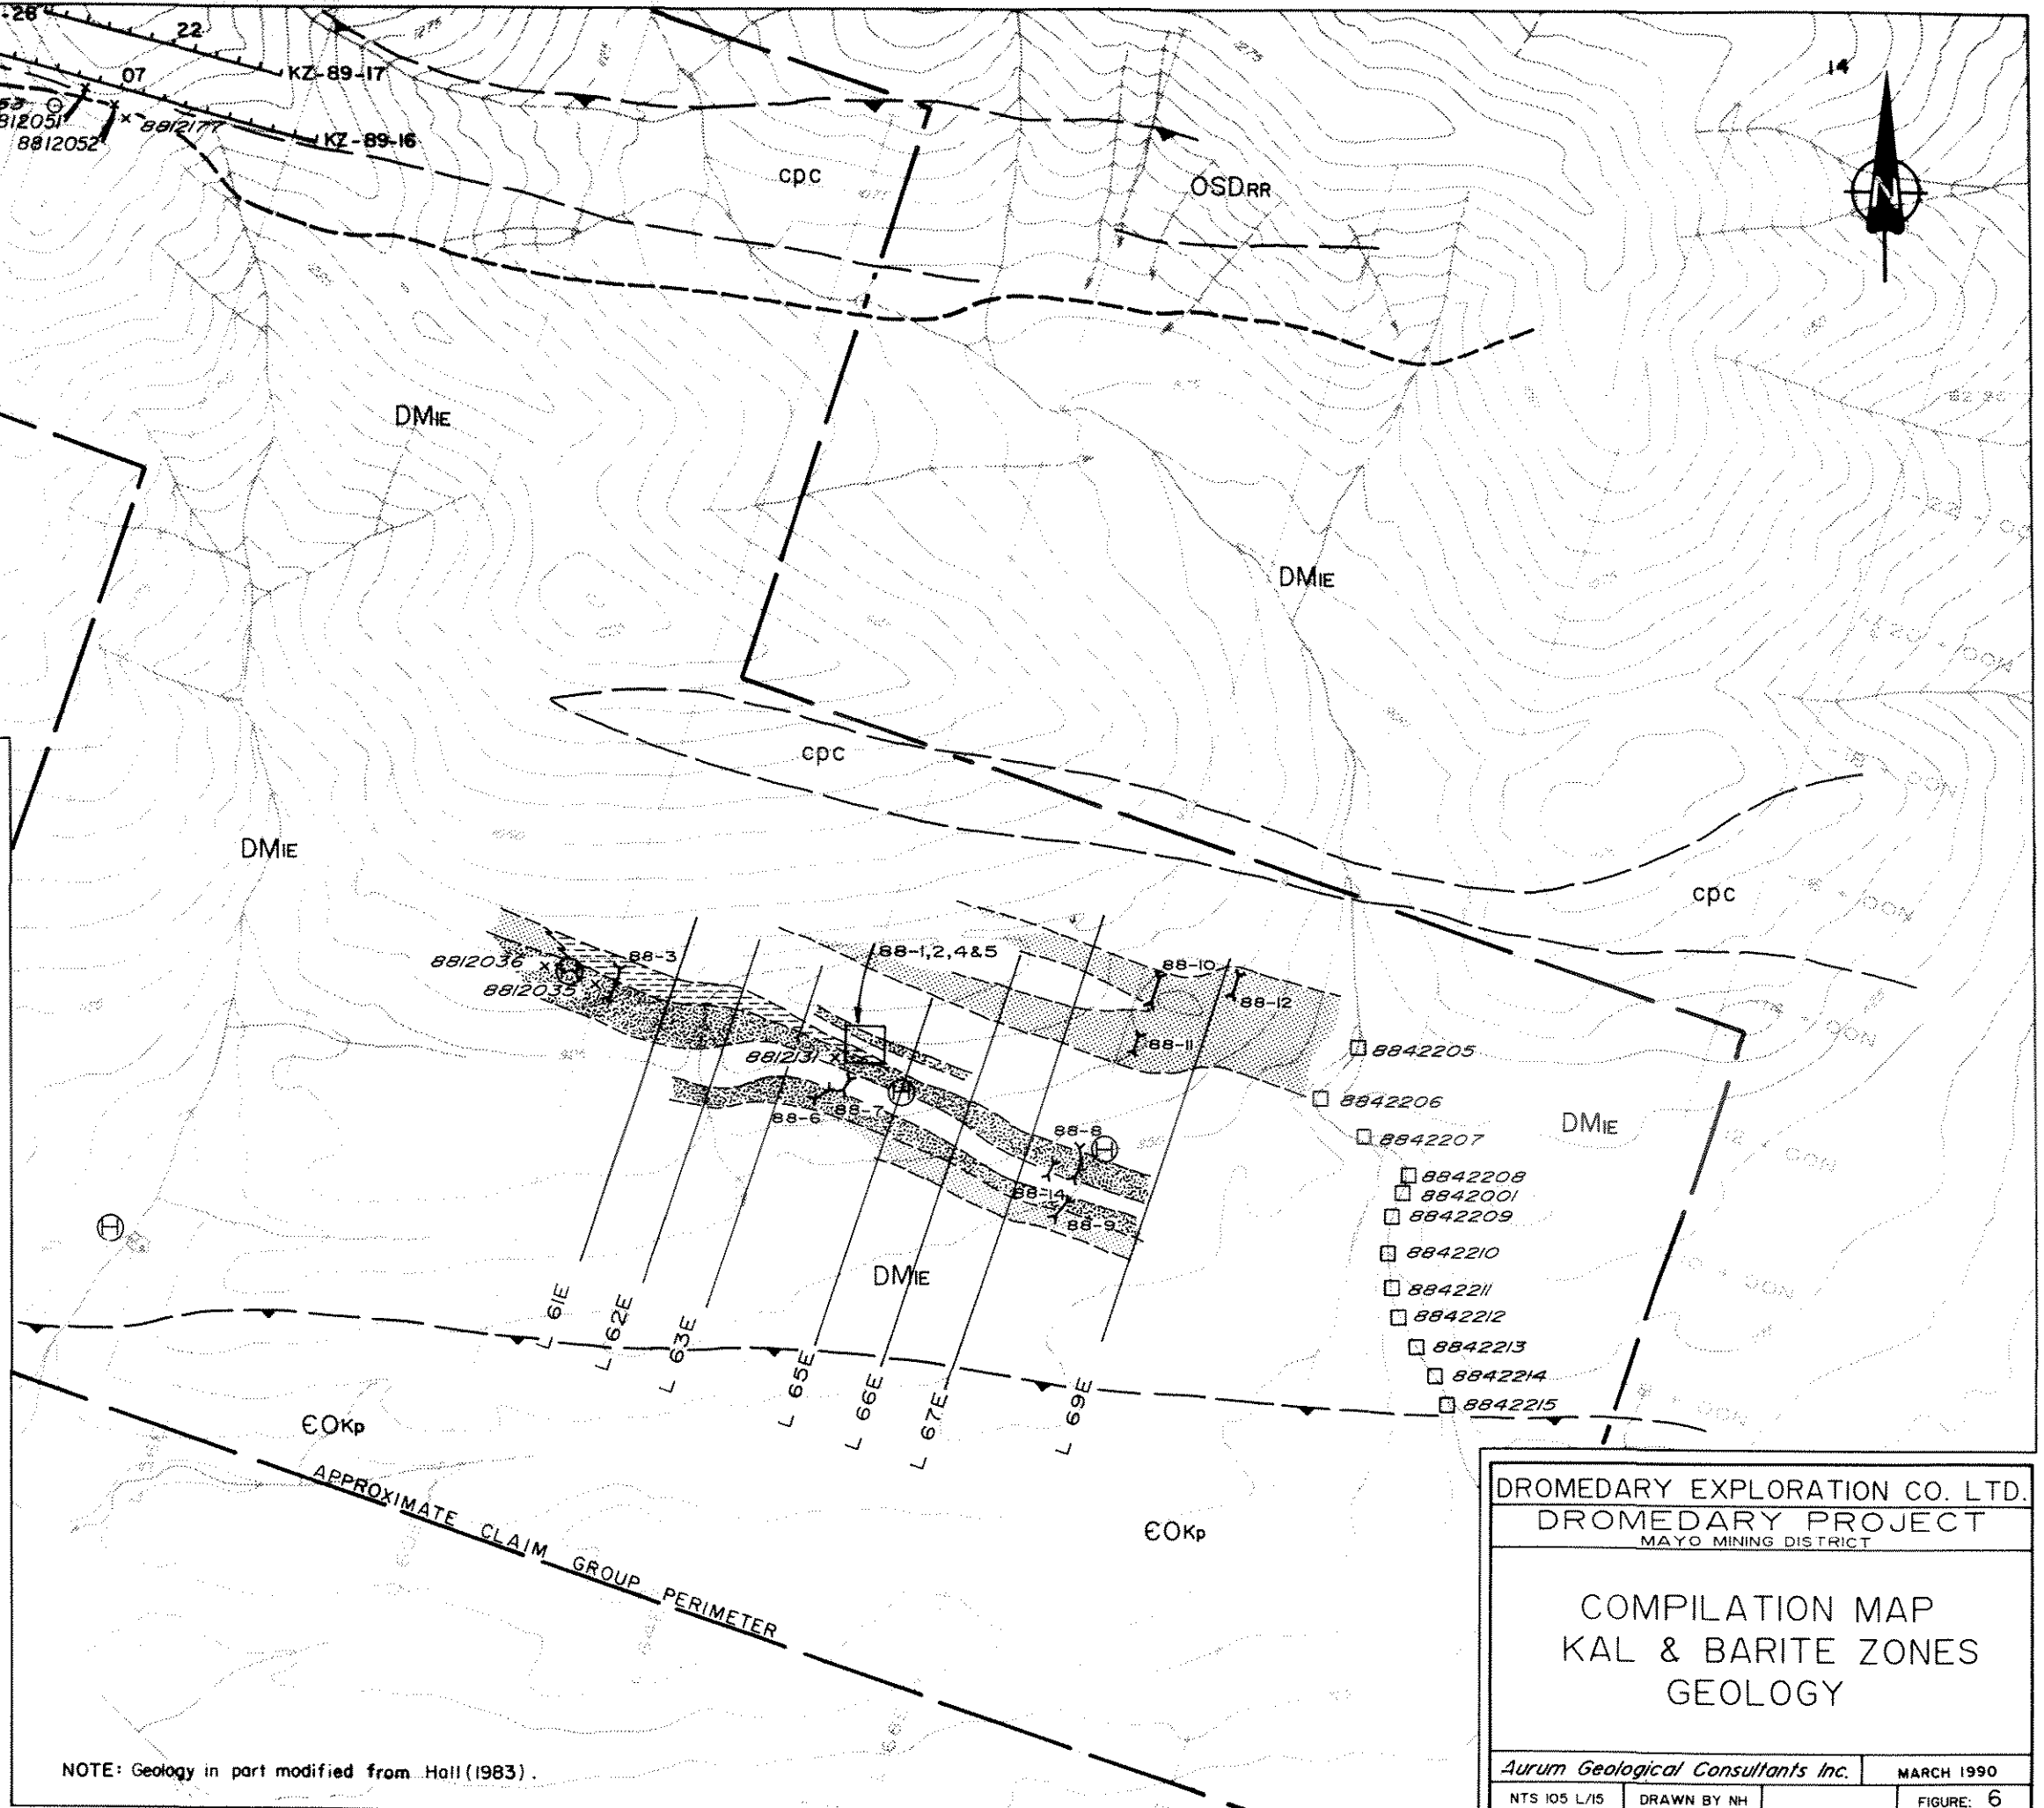 22
KZ-89-17
07
14
8812052
8812177
KZ-89-16
cpc
OSDRR
N
DMIE
DMIE
cpc
DMIE
cpc
88-3
88-1,2,4&5
88-10
88-12
8812036
8812035
88-11
8812131
8842205
H
88-6
88-7
8842206
DMIE
88-8
H
8842207
8842208
88-14
8842001
88-9
8842209
H
8842210
DMIE
8842211
L 61E
L 62E
L 63E
L 65E
L 66E
L 67E
L 69E
8842212
8842213
8842214
8842215
ЄOKp
APPROXIMATE CLAIM GROUP PERIMETER
ЄOKp
DROMEDARY EXPLORATION CO. LTD.
DROMEDARY PROJECT
MAYO MINING DISTRICT
COMPILATION MAP
KAL & BARITE ZONES
GEOLOGY
Aurum Geological Consultants Inc.
MARCH 1990
NTS 105 L/15
DRAWN BY NH
FIGURE: 6
NOTE: Geology in part modified from Hall (1983).